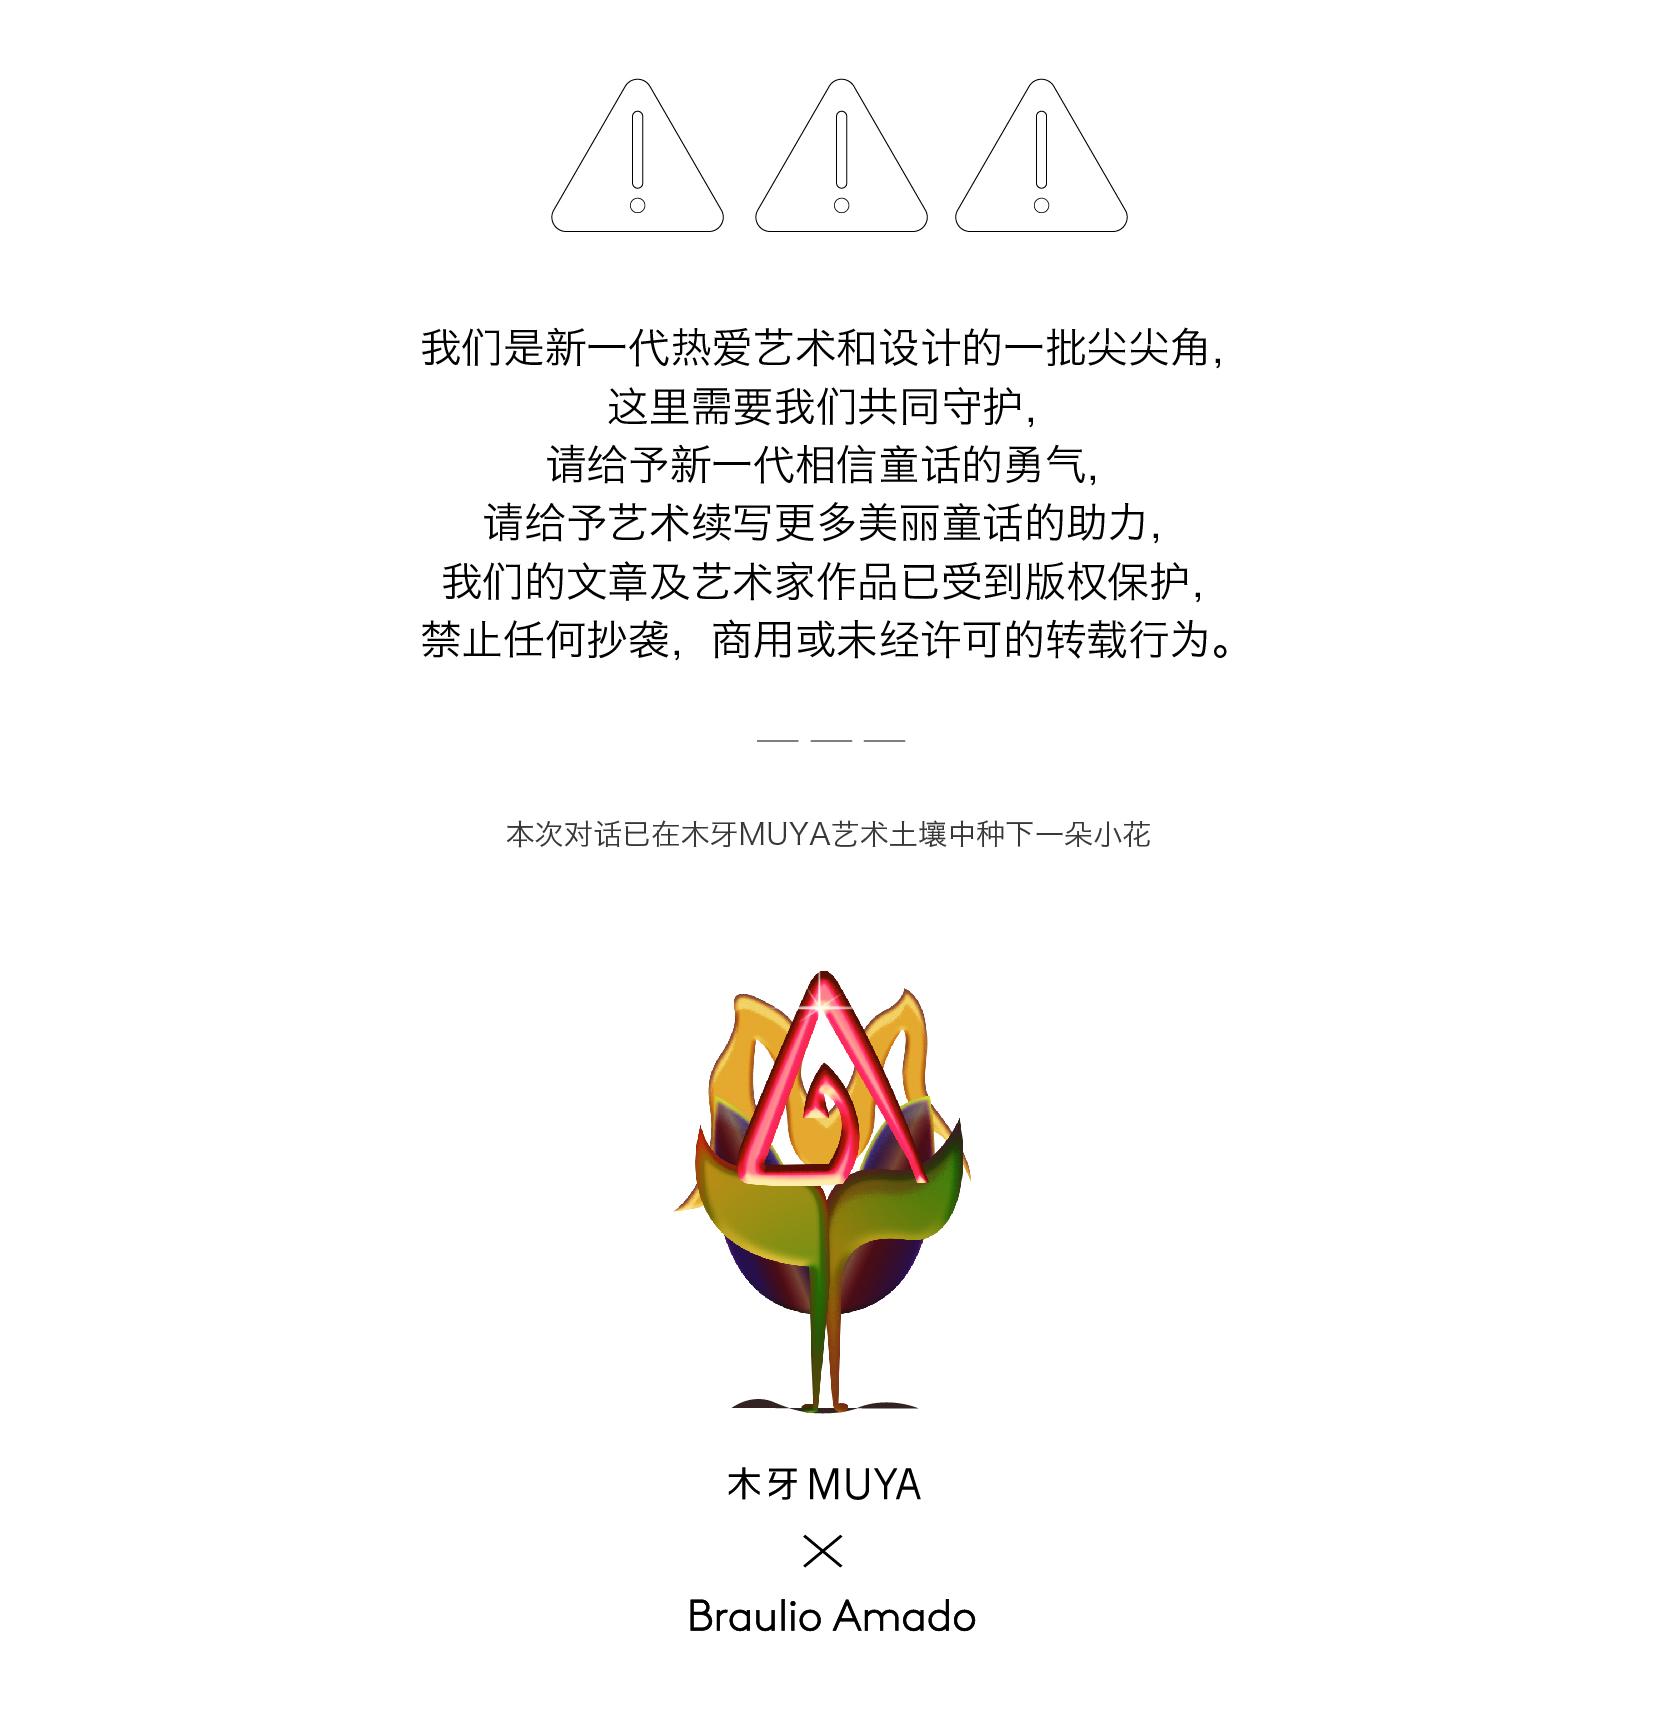 我们是新一代热爱艺术和设计的一批尖尖角，
这里需要我们共同守护，
请给予新一代相信童话的勇气，
请给予艺术续写更多美丽童话的助力，
我们的文章及艺术家作品已受到版权保护，
禁止任何抄袭，商用或未经许可的转载行为。
本次对话已在木牙MUYA艺术土壤中种下一朵小花
木牙MUYA
×
Braulio Amado